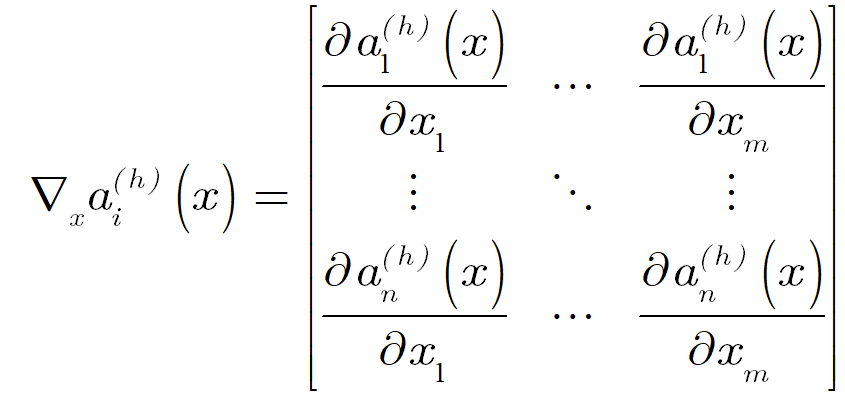 ∇ₓaᵢ⁽ʰ⁾(x) = [ ∂a₁⁽ʰ⁾(x)/∂x₁ ⋯ ∂a₁⁽ʰ⁾(x)/∂xₘ
⋮ ⋱ ⋮
∂aₙ⁽ʰ⁾(x)/∂x₁ ⋯ ∂aₙ⁽ʰ⁾(x)/∂xₘ ]